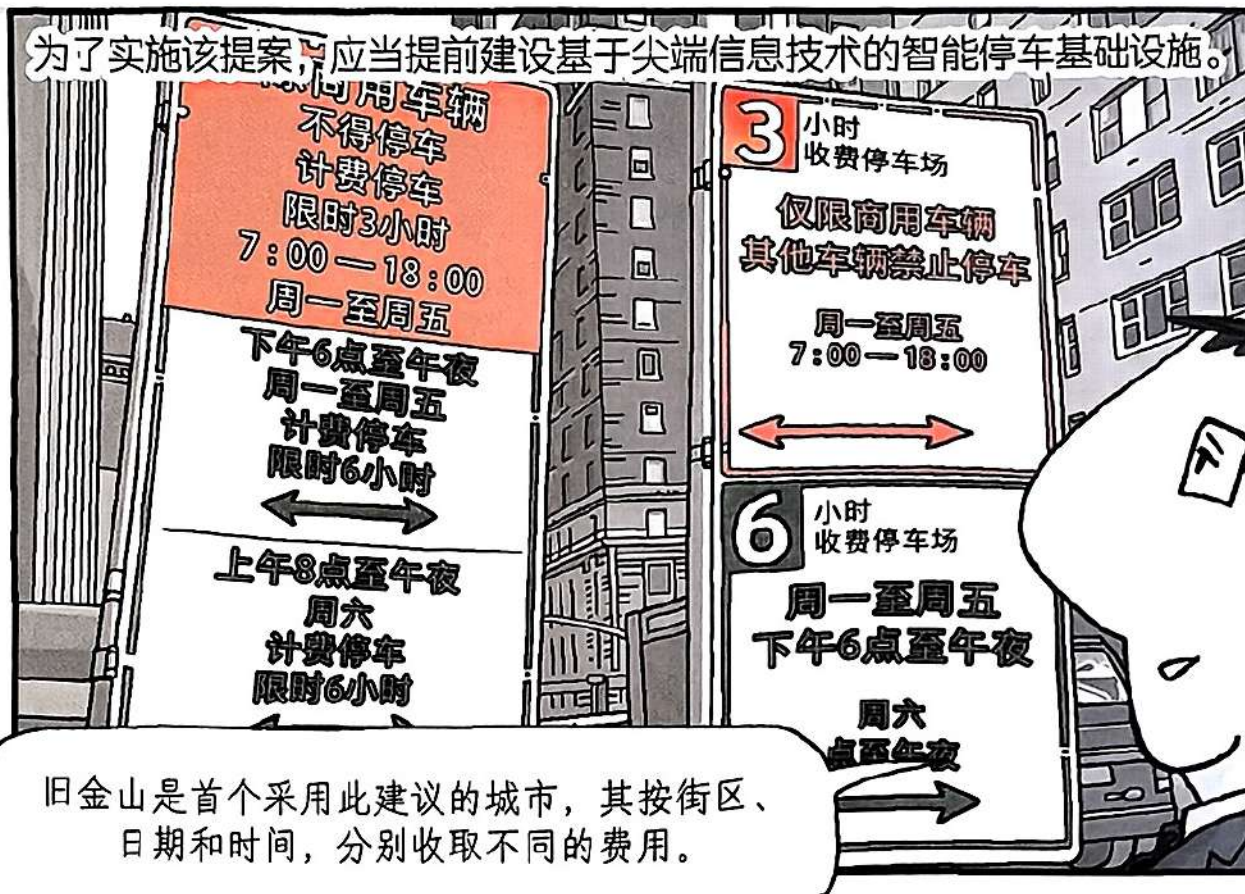 为了实施该提案，应当提前建设基于尖端信息技术的智能停车基础设施。
商用车辆
不得停车
计费停车
限时3小时
7:00—18:00
周一至周五
下午6点至午夜
周一至周五
计费停车
限时6小时
上午8点至午夜
周六
计费停车
限时6小时
3
小时
收费停车场
仅限商用车辆
其他车辆禁止停车
周一至周五
7:00—18:00
6
小时
收费停车场
周一至周五
下午6点至午夜
周六
点至午夜
旧金山是首个采用此建议的城市，其按街区、
日期和时间，分别收取不同的费用。